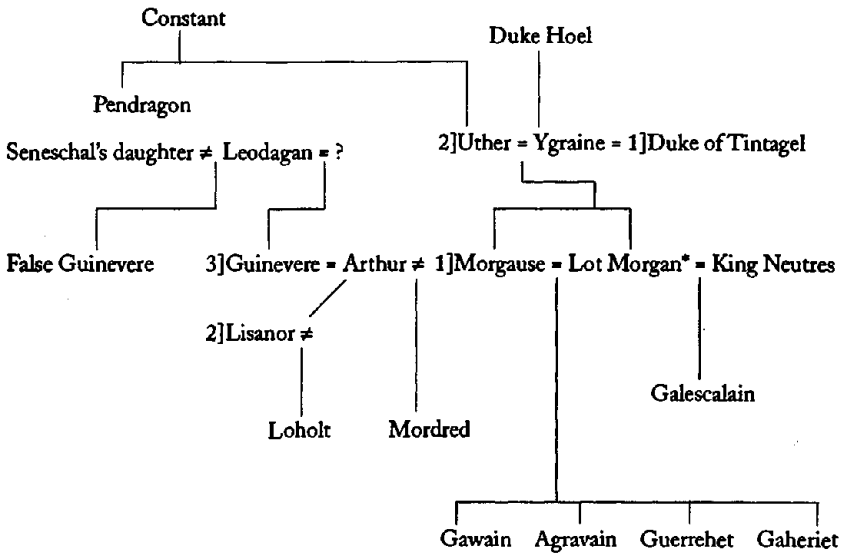 Constant
Duke Hoel
Pendragon
Seneschal's daughter ≠ Leodagan = ?
2]Uther = Ygraine = 1]Duke of Tintagel
False Guinevere
3]Guinevere = Arthur ≠ 1]Morgause = Lot Morgan* = King Neutres
2]Lisanor ≠
Galescalain
Loholt
Mordred
Gawain Agravain Guerrehet Gaheriet